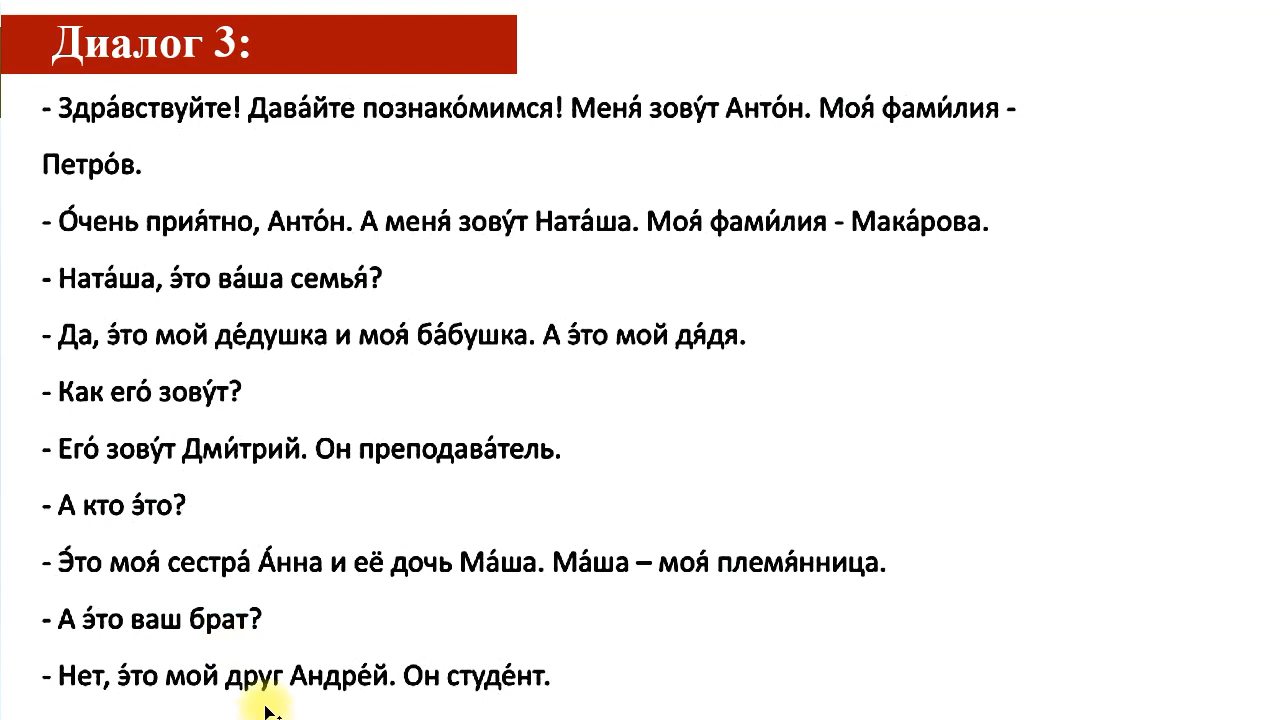 Диалог 3:
- Здра́вствуйте! Дава́йте познако́мимся! Меня́ зову́т Анто́н. Моя́ фами́лия -
Петро́в.
- О́чень прия́тно, Анто́н. А меня́ зову́т Ната́ша. Моя́ фами́лия - Мака́рова.
- Ната́ша, э́то ва́ша семья́?
- Да, э́то мой де́душка и моя́ ба́бушка. А э́то мой дя́дя.
- Как его́ зову́т?
- Его́ зову́т Дми́трий. Он преподава́тель.
- А кто э́то?
- Э́то моя́ сестра́ А́нна и её дочь Ма́ша. Ма́ша – моя́ племя́нница.
- А э́то ваш брат?
- Нет, э́то мой друг Андре́й. Он студе́нт.